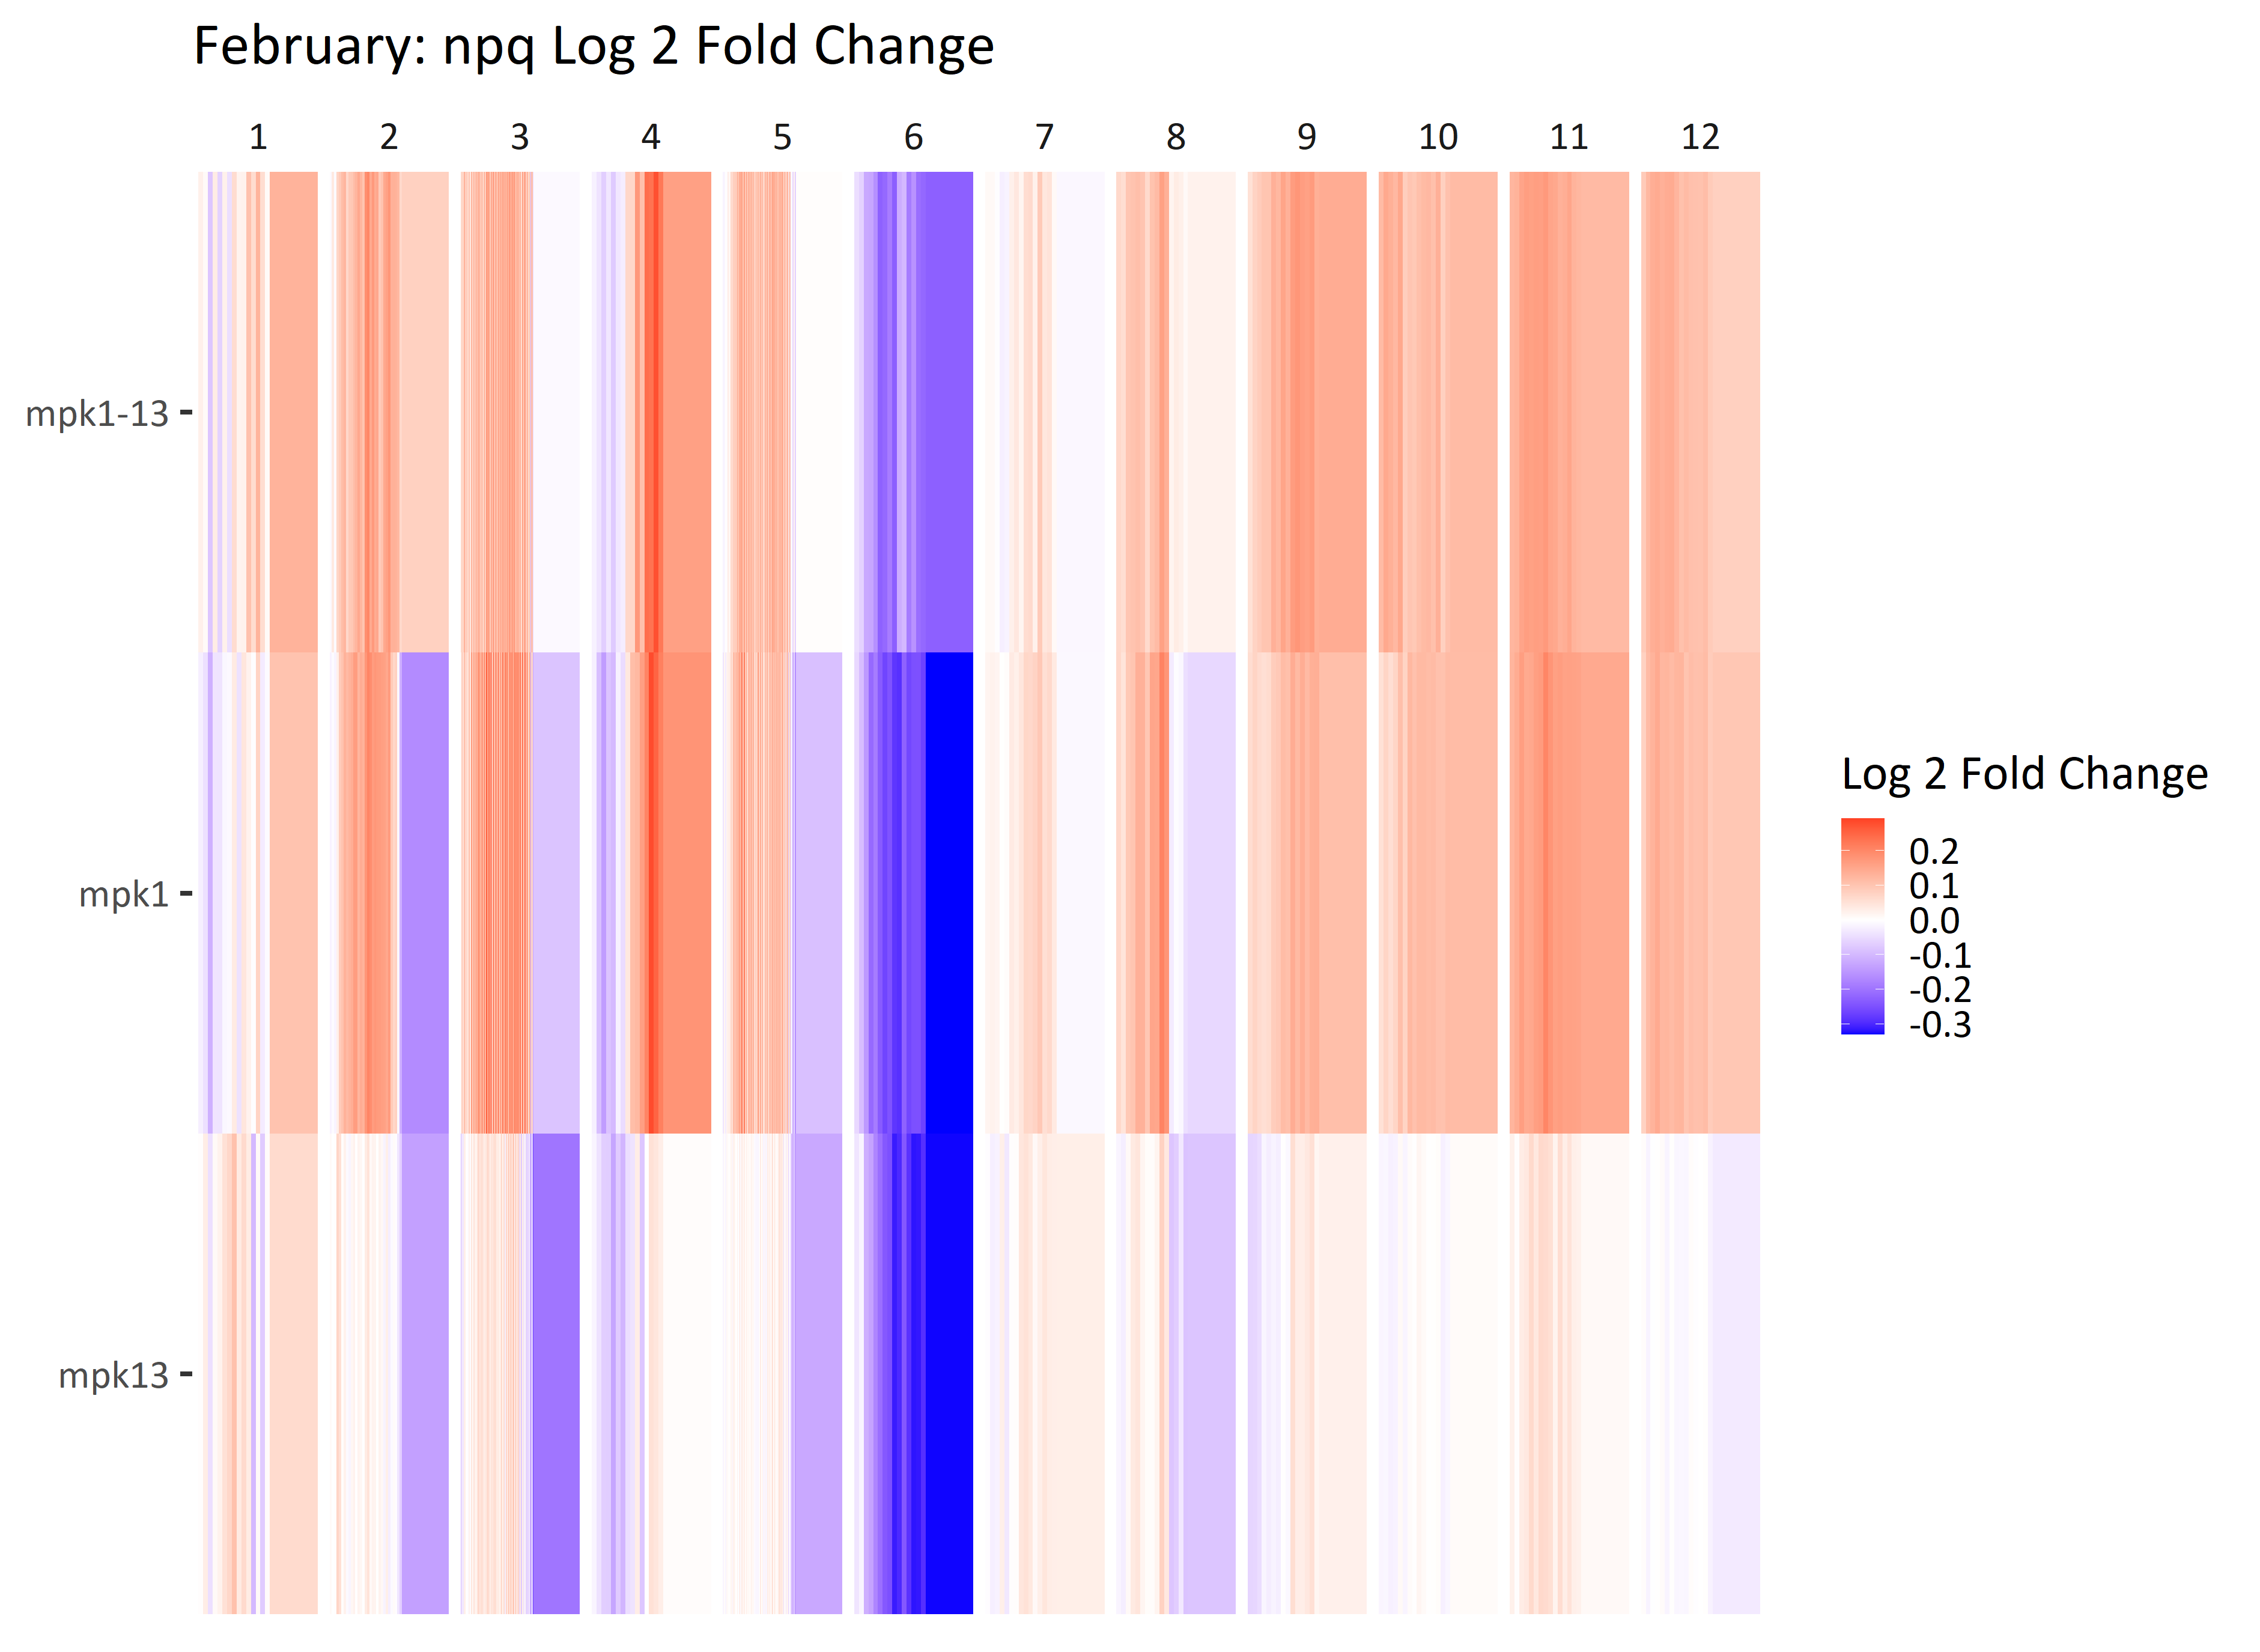 February: npq Log 2 Fold Change
1 2 3 4 5 6 7 8 9 10 11 12
mpk1-13
mpk1
mpk13
Log 2 Fold Change
0.2
0.1
0.0
-0.1
-0.2
-0.3